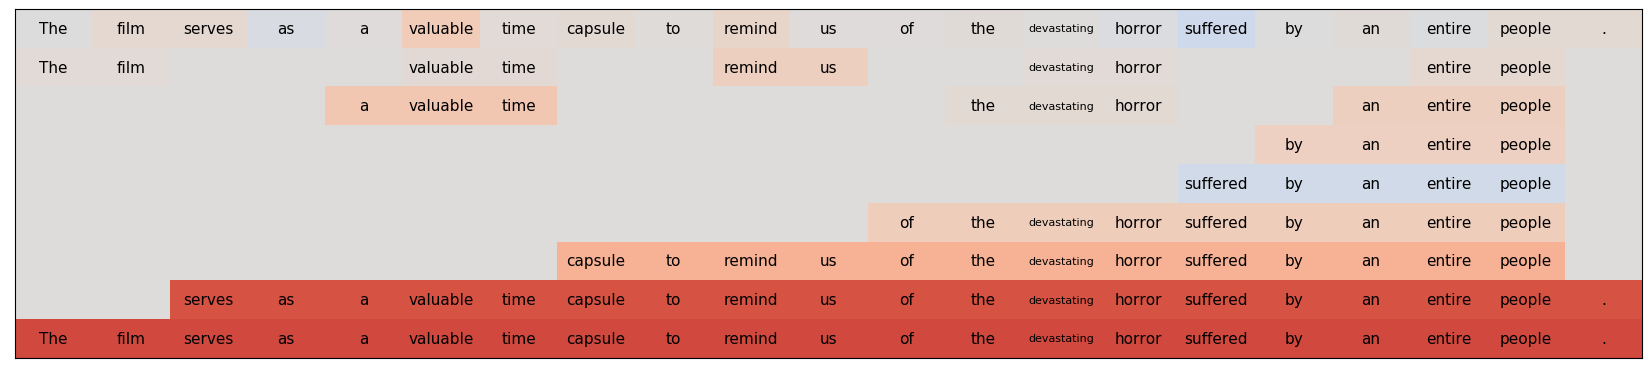 The film serves as a valuable time capsule to remind us of the devastating horror suffered by an entire people .
The film valuable time remind us devastating horror entire people
a valuable time the devastating horror an entire people
by an entire people
suffered by an entire people
of the devastating horror suffered by an entire people
capsule to remind us of the devastating horror suffered by an entire people
serves as a valuable time capsule to remind us of the devastating horror suffered by an entire people .
The film serves as a valuable time capsule to remind us of the devastating horror suffered by an entire people .